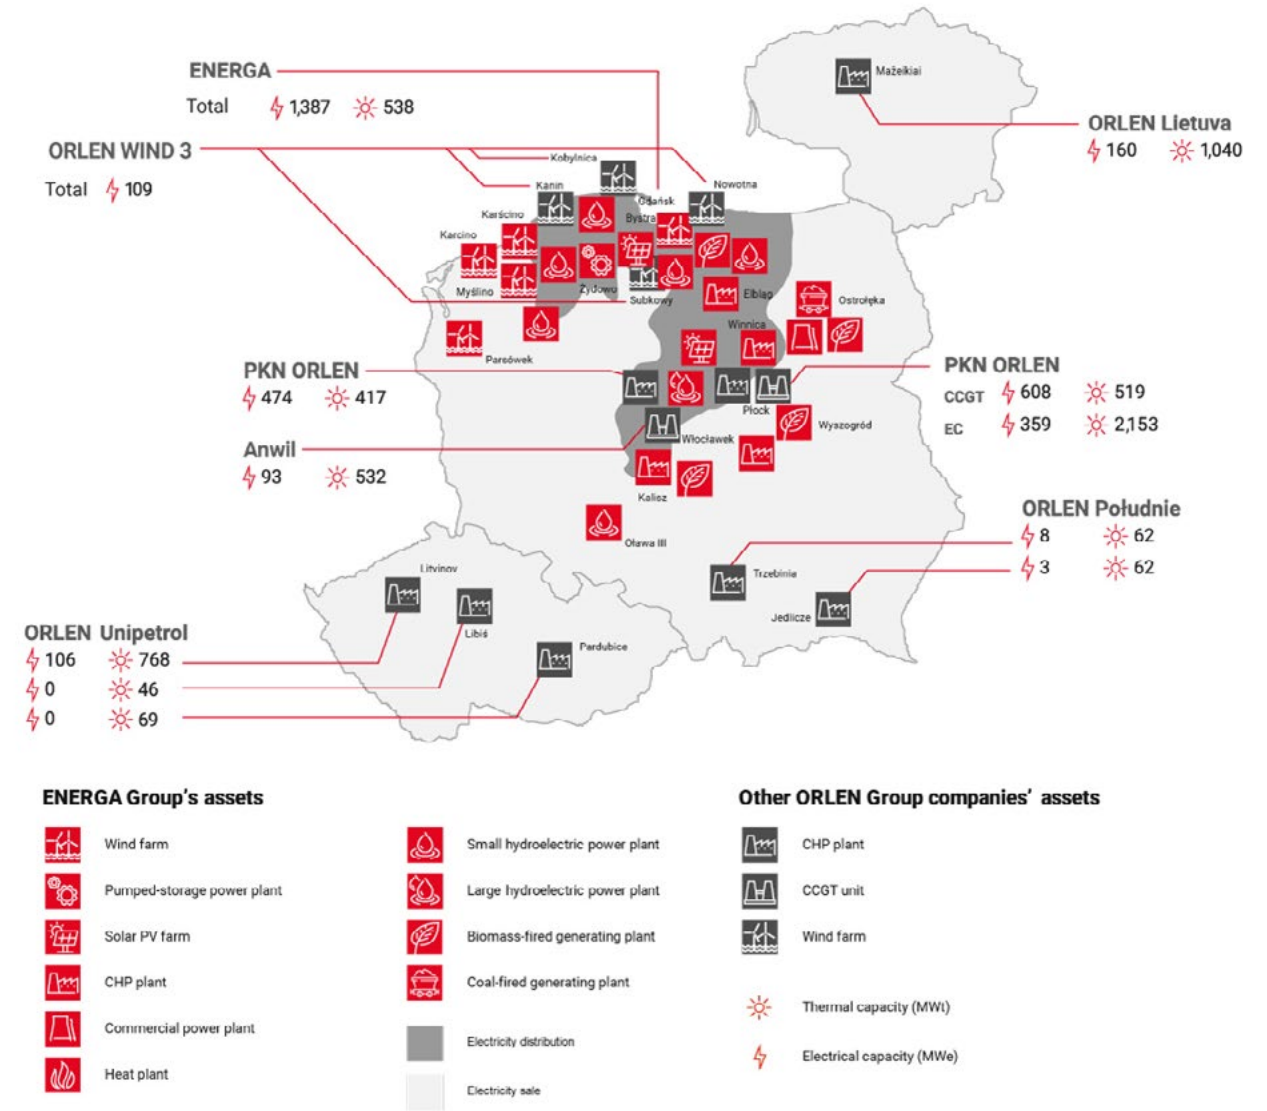 ENERGA
Total 1,387 538
ORLEN WIND 3
Total 109
Mažeikiai
ORLEN Lietuva
160 1,040
Kobylnica
Kanin
Nowotna
Gdańsk
Karścino
Bystra
Karcino
Myślino
Żydowo
Subkowy
Elbląg
Ostrołęka
Winnica
Parsówek
PKN ORLEN
474 417
PKN ORLEN
CCGT 608 519
EC 359 2,153
Płock
Wyszogród
Włocławek
Anwil
93 532
Kalisz
Oława III
ORLEN Południe
8 62
3 62
Trzebinia
Jedlicze
Litvinov
Libiš
Pardubice
ORLEN Unipetrol
106 768
0 46
0 69
ENERGA Group's assets
Wind farm
Pumped-storage power plant
Solar PV farm
CHP plant
Commercial power plant
Heat plant
Small hydroelectric power plant
Large hydroelectric power plant
Biomass-fired generating plant
Coal-fired generating plant
Electricity distribution
Electricity sale
Other ORLEN Group companies' assets
CHP plant
CCGT unit
Wind farm
Thermal capacity (MWt)
Electrical capacity (MWe)